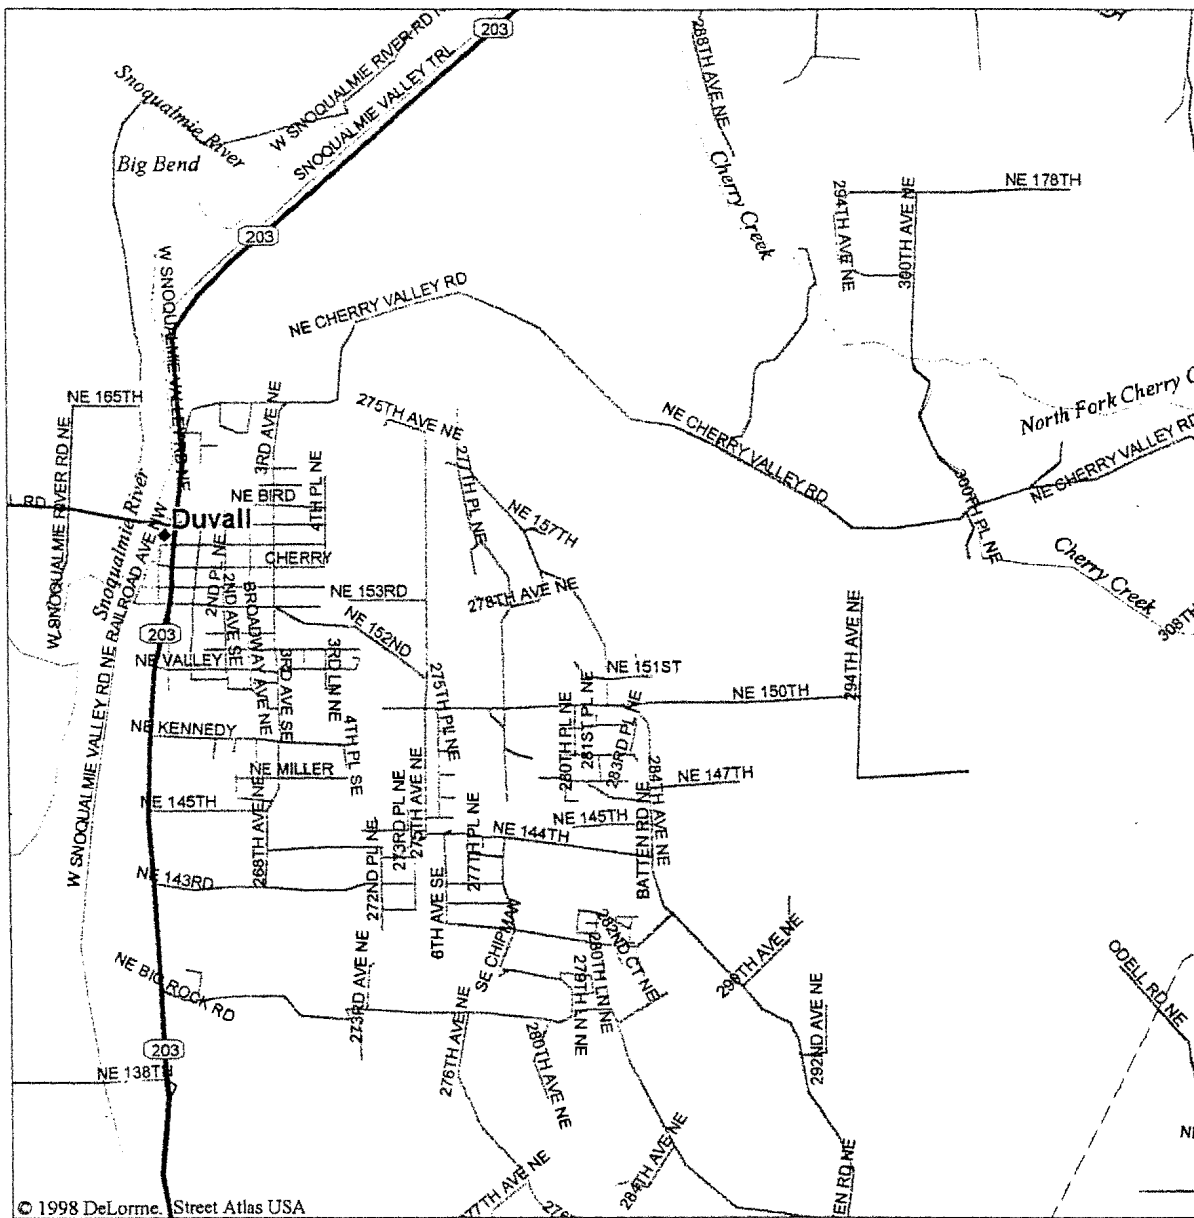 203
W SNOQUALMIE RIVER RD
SNOQUALMIE VALLEY TRL
288TH AVE NE
Snoqualmie River
Big Bend
Cherry Creek
NE 178TH
294TH AVE NE
300TH AVE NE
203
W SNOQUALMIE VALLEY RD NE
NE CHERRY VALLEY RD
NE 165TH
3RD AVE NE
275TH AVE NE
NE CHERRY VALLEY RD
North Fork Cherry
NE CHERRY VALLEY RD
W SNOQUALMIE RIVER RD NE
Snoqualmie River
277TH PL NE
NE BIRD
4TH PL NE
RD
Duvall
NE 157TH
300TH PL NE
CHERRY
Cherry Creek
2ND PL NE
2ND AVE SE
BROADWAY AVE NE
NE 153RD
278TH AVE NE
294TH AVE NE
308TH
NE 152ND
203
NE VALLEY
3RD AVE SE
3RD LN NE
275TH PL NE
NE 151ST
NE 150TH
W SNOQUALMIE VALLEY RD NE
RAILROAD AVE NW
280TH PL NE
281ST PL NE
283RD PL NE
NE KENNEDY
4TH PL SE
NE MILLER
284TH AVE NE
NE 147TH
NE 145TH
268TH AVE NE
272ND PL NE
273RD PL NE
275TH AVE NE
277TH PL NE
NE 144TH
NE 145TH
BATTEN RD NE
NE 143RD
9TH AVE SE
SE CHIPMAN
282ND CT NE
280TH LN NE
279TH LN NE
290TH AVE NE
ODELL RD NE
NE BIG ROCK RD
273RD AVE NE
276TH AVE NE
280TH AVE NE
292ND AVE NE
203
NE 138TH
284TH AVE NE
277TH AVE NE
276T
EN RD NE
© 1998 DeLorme. Street Atlas USA